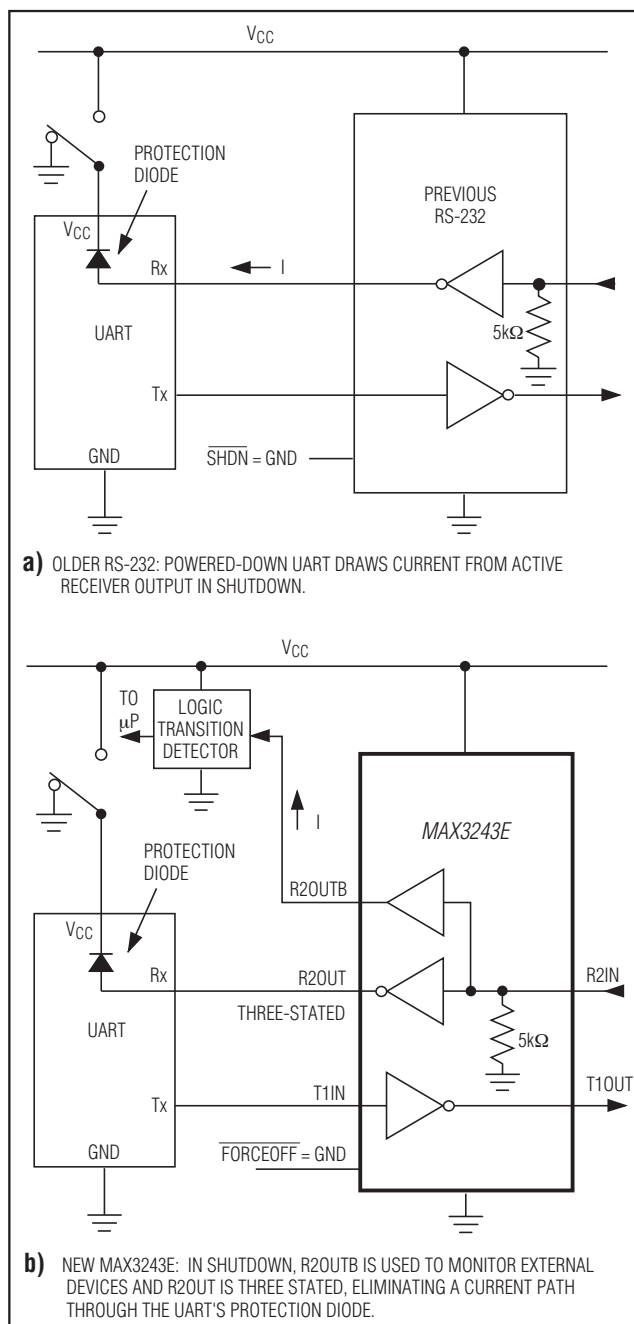 VCC
PROTECTION
DIODE
VCC
Rx
I
PREVIOUS
RS-232
5kΩ
UART
Tx
GND
SHDN = GND
a) OLDER RS-232: POWERED-DOWN UART DRAWS CURRENT FROM ACTIVE
RECEIVER OUTPUT IN SHUTDOWN.
VCC
TO
μP
LOGIC
TRANSITION
DETECTOR
I
MAX3243E
PROTECTION
DIODE
R2OUTB
VCC
Rx
R2OUT
R2IN
THREE-STATED
UART
5kΩ
Tx
T1IN
T1OUT
GND
FORCEOFF = GND
b) NEW MAX3243E: IN SHUTDOWN, R2OUTB IS USED TO MONITOR EXTERNAL
DEVICES AND R2OUT IS THREE STATED, ELIMINATING A CURRENT PATH
THROUGH THE UART'S PROTECTION DIODE.